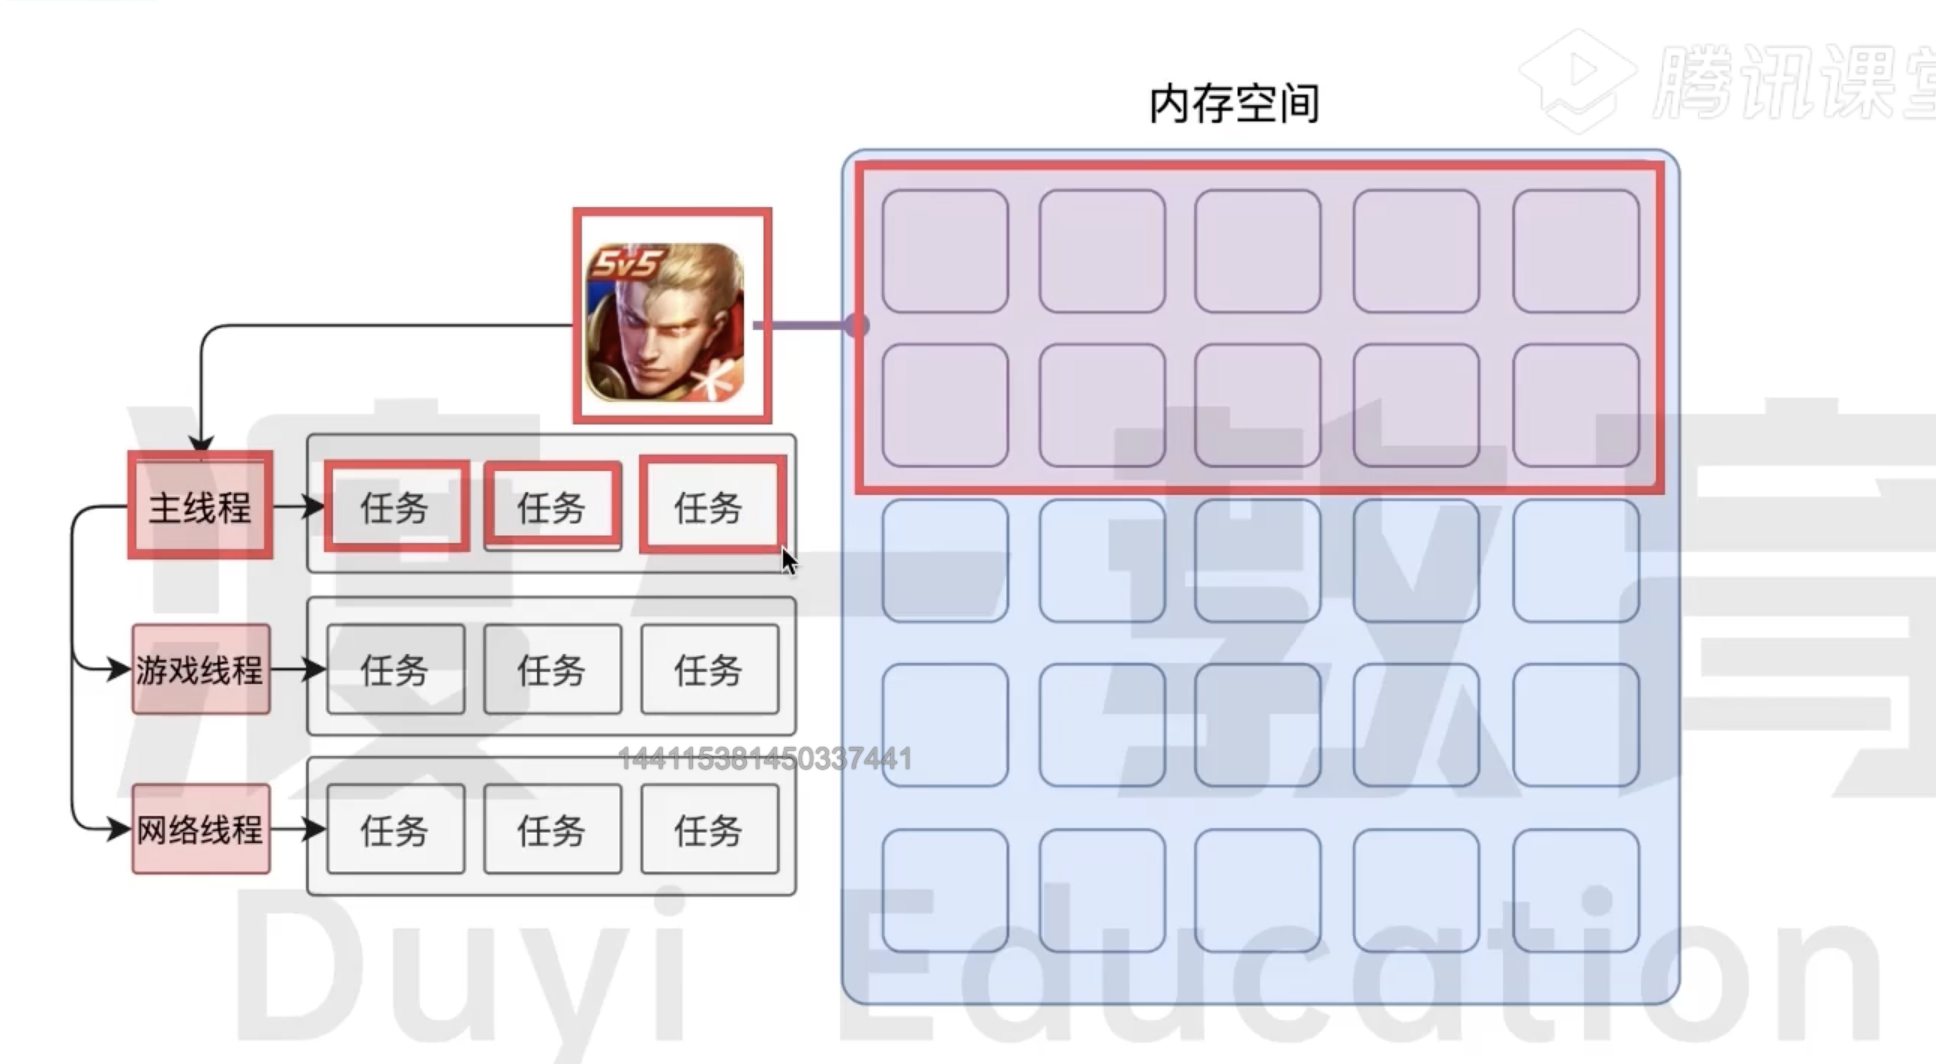 腾讯课堂
内存空间
5v5
主线程
任务
任务
任务
游戏线程
任务
任务
任务
144115381450337441
网络线程
任务
任务
任务
渡一教育
Duyi Education